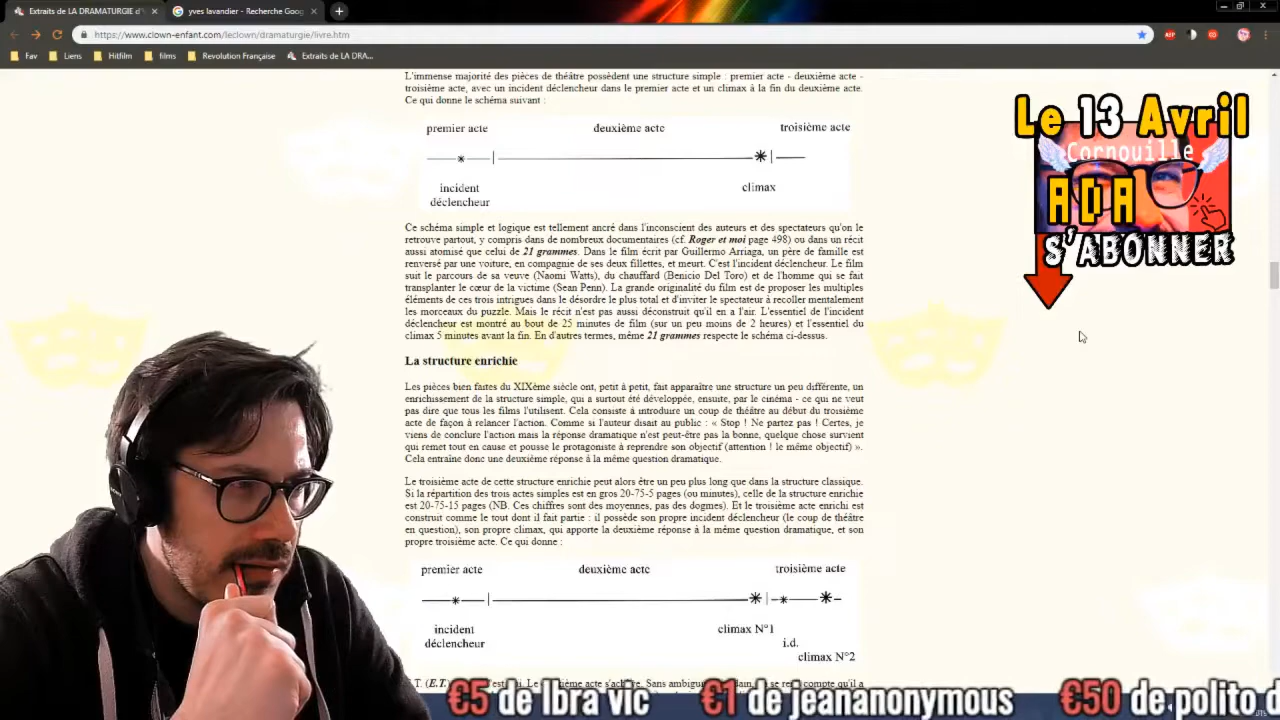 Extraits de LA DRAMATURGIE d'
yves lavandier - Recherche Goog
https://www.clown-enfant.com/leclown/dramaturgie/livre.htm
Fav
Liens
Hitfilm
films
Revolution Française
Extraits de LA DRA...
L'immense majorité des pièces de théâtre possèdent une structure simple : premier acte - deuxième acte -
troisième acte, avec un incident déclencheur dans le premier acte et un climax à la fin du deuxième acte.
Ce qui donne le schéma suivant :
premier acte
deuxième acte
troisième acte
incident
déclencheur
climax
Ce schéma simple et logique est tellement ancré dans l'inconscient des auteurs et des spectateurs qu'on le
retrouve partout, y compris dans de nombreux documentaires (cf. Roger et moi page 498) ou dans un récit
aussi atomisé que celui de 21 grammes. Dans le film écrit par Guillermo Arriaga, un père de famille est
renversé par une voiture, en compagnie de ses deux fillettes, et meurt. C'est l'incident déclencheur. Le film
suit le parcours de sa veuve (Naomi Watts), du chauffard (Benicio Del Toro) et de l'homme qui se fait
transplanter le cœur de la victime (Sean Penn). La grande originalité du film est de proposer les multiples
éléments de ces trois intrigues dans le désordre le plus total et d'inviter le spectateur à recoller mentalement
les morceaux du puzzle. Mais le récit n'est pas aussi déconstruit qu'il en a l'air. L'essentiel de l'incident
déclencheur est montré au bout de 25 minutes de film (sur un peu moins de 2 heures) et l'essentiel du
climax 5 minutes avant la fin. En d'autres termes, même 21 grammes respecte le schéma ci-dessus.
La structure enrichie
Les pièces bien faites du XIXème siècle ont, petit à petit, fait apparaître une structure un peu différente, un
enrichissement de la structure simple, qui a surtout été développée, ensuite, par le cinéma - ce qui ne veut
pas dire que tous les films l'utilisent. Cela consiste à introduire un coup de théâtre au début du troisième
acte de façon à relancer l'action. Comme si l'auteur disait au public : « Stop ! Ne partez pas ! Certes, je
viens de conclure l'action mais la réponse dramatique n'est peut-être pas la bonne, quelque chose survient
qui remet tout en cause et pousse le protagoniste à reprendre son objectif (attention ! le même objectif) ».
Cela entraîne donc une deuxième réponse à la même question dramatique.
Le troisième acte de cette structure enrichie peut alors être un peu plus long que dans la structure classique.
Si la répartition des trois actes simples est en gros 20-75-5 pages (ou minutes), celle de la structure enrichie
est 20-75-15 pages (NB. Ces chiffres sont des moyennes, pas des dogmes). Et le troisième acte enrichi est
construit comme le tout dont il fait partie : il possède son propre incident déclencheur (le coup de théâtre
en question), son propre climax, qui apporte la deuxième réponse à la même question dramatique, et son
propre troisième acte. Ce qui donne :
premier acte
deuxième acte
troisième acte
incident
déclencheur
climax N°1
i.d.
climax N°2
Le 13 Avril
Cornouille
ADA
S'ABONNER
€5 de Ibra vic
€1 de jeananonymous
€50 de polito d